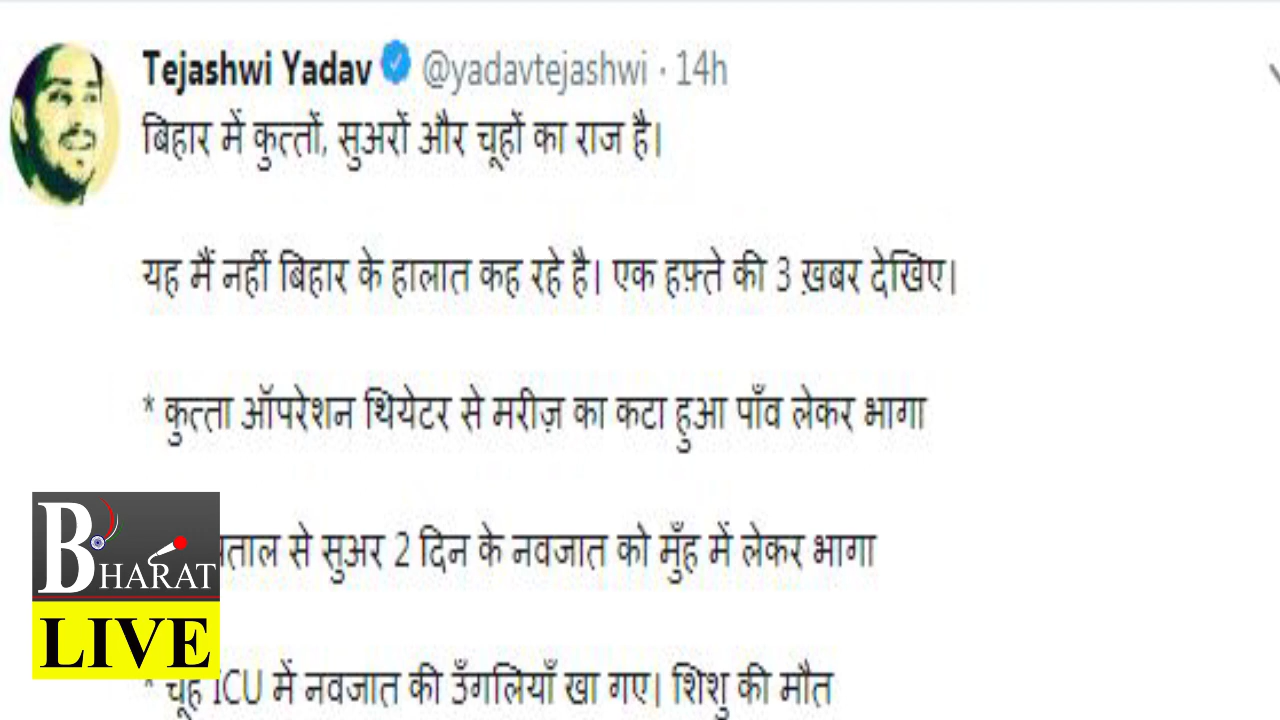 Tejashwi Yadav @yadavtejashwi · 14h
बिहार में कुत्तों, सुअरों और चूहों का राज है।
यह मैं नहीं बिहार के हालात कह रहे है। एक हफ़्ते की 3 ख़बर देखिए।
* कुत्ता ऑपरेशन थियेटर से मरीज़ का कटा हुआ पाँव लेकर भागा
से सुअर 2 दिन के नवजात को मुँह में लेकर भागा
* चूहे ICU में नवजात की उँगलियाँ खा गए। शिशु की मौत
BHARAT
LIVE